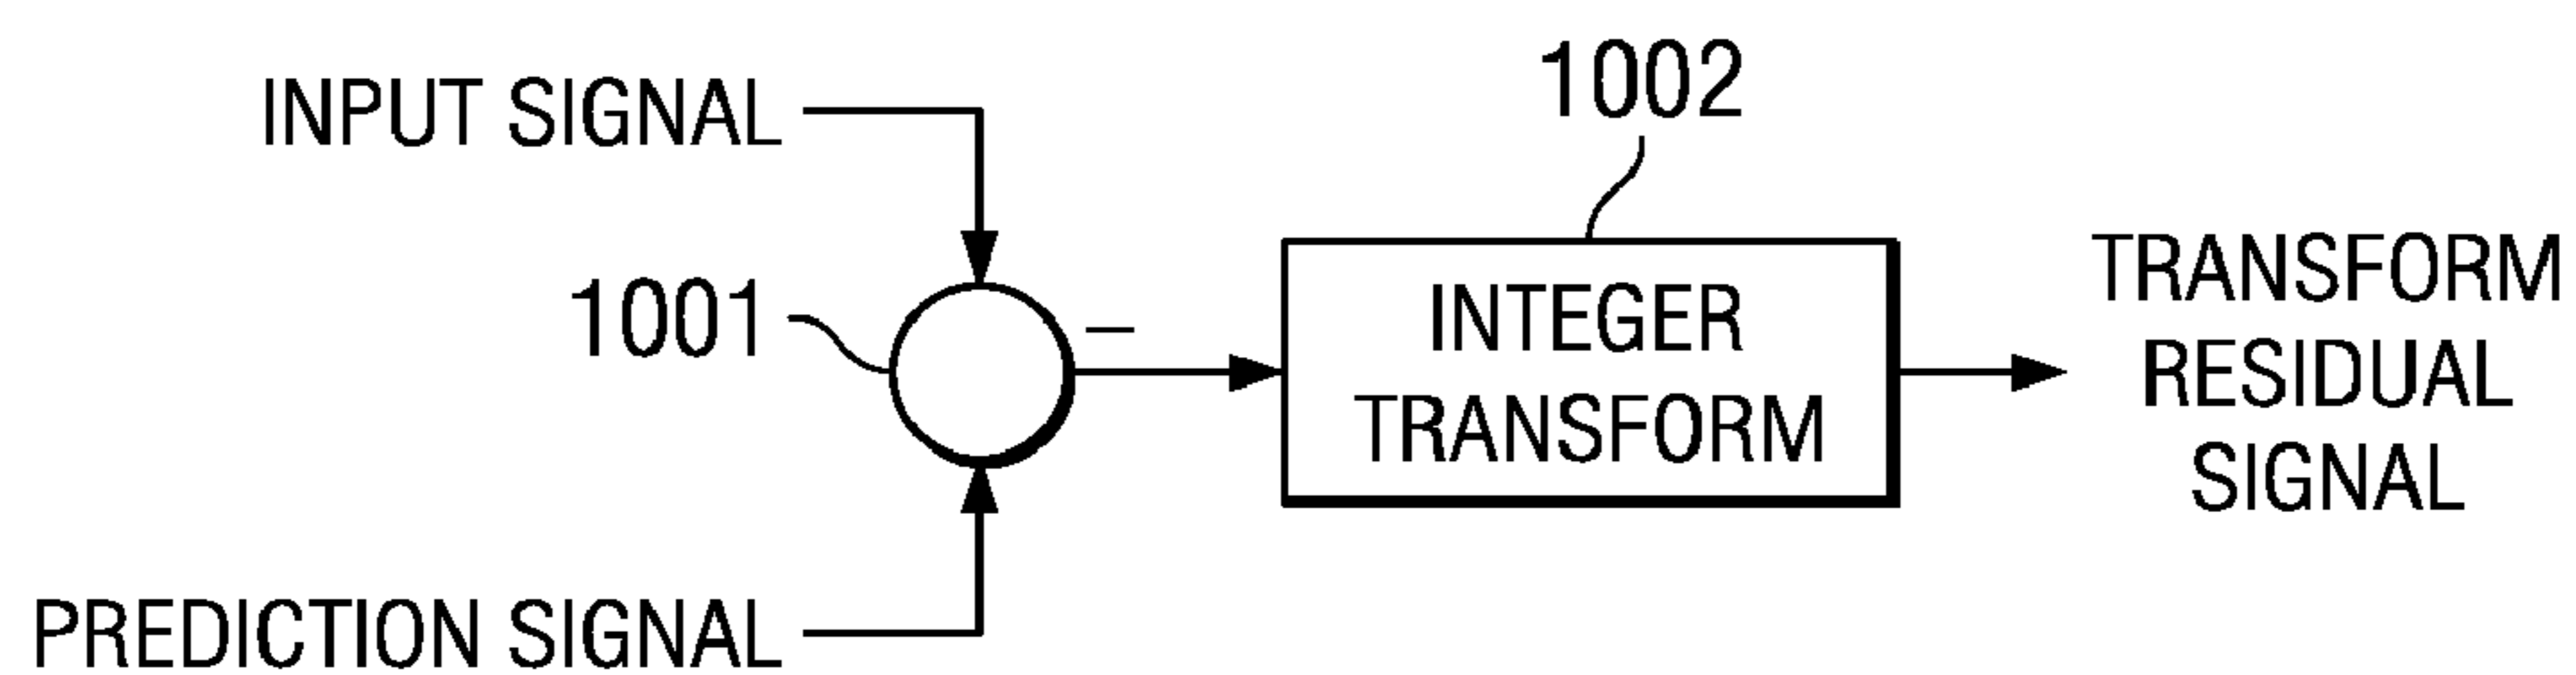 1002
INPUT SIGNAL
1001
–
INTEGER
TRANSFORM
TRANSFORM
RESIDUAL
SIGNAL
PREDICTION SIGNAL